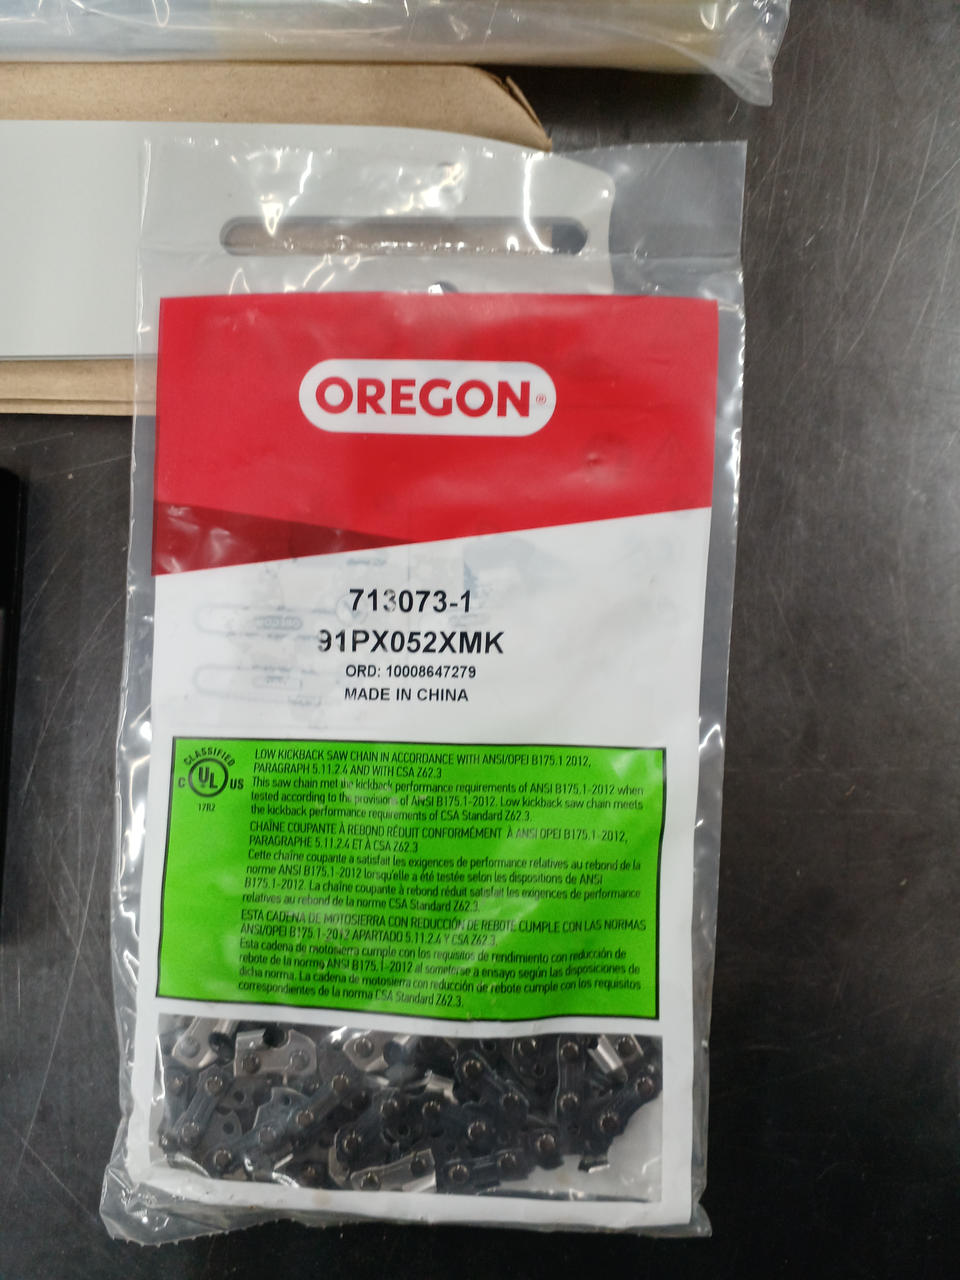 OREGON®
713073-1
91PX052XMK
ORD: 10008647279
MADE IN CHINA
CLASSIFIED
C UL US
17R2
LOW KICKBACK SAW CHAIN IN ACCORDANCE WITH ANSI/OPEI B175.1 2012,
PARAGRAPH 5.11.2.4 AND WITH CSA Z62.3
This saw chain met the kickback performance requirements of ANSI B175.1-2012 when
tested according to the provisions of ANSI B175.1-2012. Low kickback saw chain meets
the kickback performance requirements of CSA Standard Z62.3.
CHAÎNE COUPANTE À REBOND RÉDUIT CONFORMÉMENT À ANSI OPEI B175.1-2012,
PARAGRAPHE 5.11.2.4 ET À CSA Z62.3
Cette chaîne coupante a satisfait les exigences de performance relatives au rebond de la
norme ANSI B175.1-2012 lorsqu'elle a été testée selon les dispositions de ANSI
B175.1-2012. La chaîne coupante à rebond réduit satisfait les exigences de performance
relatives au rebond de la norme CSA Standard Z62.3.
ESTA CADENA DE MOTOSIERRA CON REDUCCIÓN DE REBOTE CUMPLE CON LAS NORMAS
ANSI/OPEI B175.1-2012 APARTADO 5.11.2.4 Y CSA Z62.3.
Esta cadena de motosierra cumple con los requisitos de rendimiento con reducción de
rebote de la norma ANSI B175.1-2012 al someterse a ensayo según las disposiciones de
dicha norma. La cadena de motosierra con reducción de rebote cumple con los requisitos
correspondientes de la norma CSA Standard Z62.3.